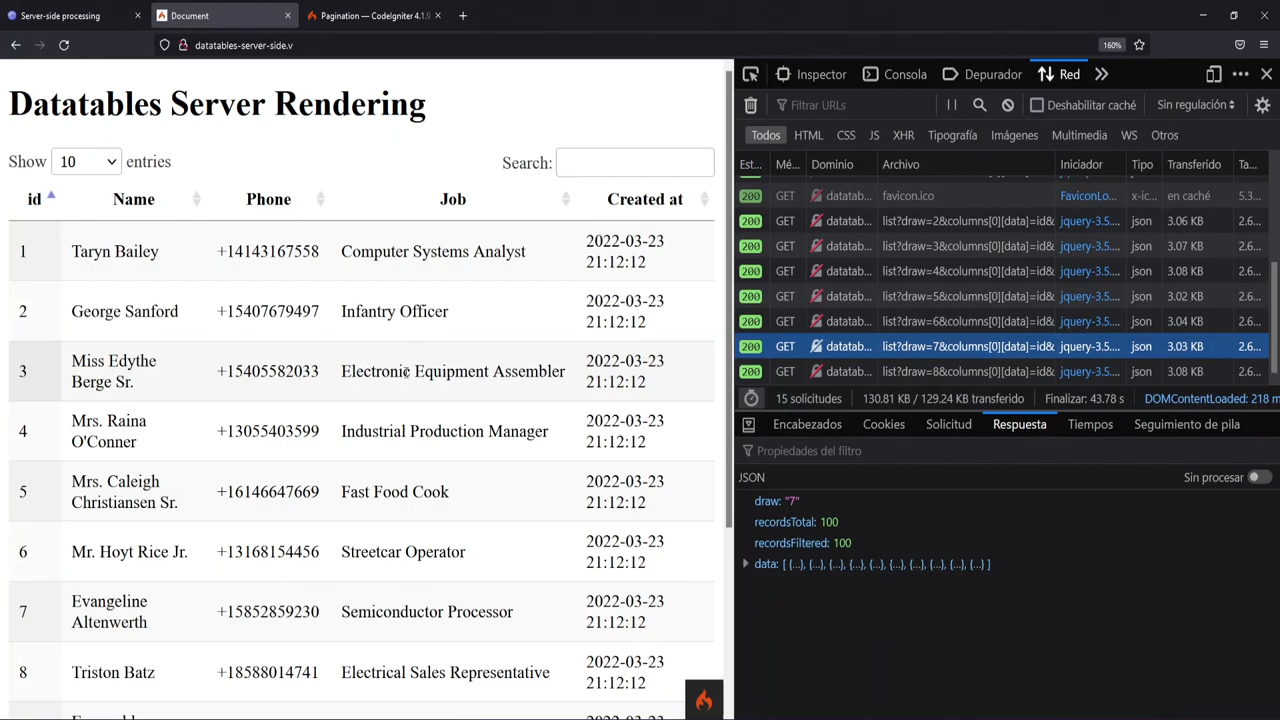 Server-side processing
Document
Pagination — CodeIgniter 4.1.9
datatables-server-side.v
160%
Datatables Server Rendering
Show 10 entries
Search:
id Name Phone Job Created at
1 Taryn Bailey +14143167558 Computer Systems Analyst 2022-03-23 21:12:12
2 George Sanford +15407679497 Infantry Officer 2022-03-23 21:12:12
3 Miss Edythe Berge Sr. +15405582033 Electronic Equipment Assembler 2022-03-23 21:12:12
4 Mrs. Raina O'Conner +13055403599 Industrial Production Manager 2022-03-23 21:12:12
5 Mrs. Caleigh Christiansen Sr. +16146647669 Fast Food Cook 2022-03-23 21:12:12
6 Mr. Hoyt Rice Jr. +13168154456 Streetcar Operator 2022-03-23 21:12:12
7 Evangeline Altenwerth +15852859230 Semiconductor Processor 2022-03-23 21:12:12
8 Triston Batz +18588014741 Electrical Sales Representative 2022-03-23 21:12:12
Inspector Consola Depurador Red
Filtrar URLs Deshabilitar caché Sin regulación
Todos HTML CSS JS XHR Tipografía Imágenes Multimedia WS Otros
Est... Mé... Dominio Archivo Iniciador Tipo Transferido Ta...
200 GET datatab... favicon.ico FaviconLo... x-ic... en caché 5.3...
200 GET datatab... list?draw=2&columns[0][data]=id& jquery-3.5.... json 3.06 KB 2.6...
200 GET datatab... list?draw=3&columns[0][data]=id& jquery-3.5.... json 3.07 KB 2.6...
200 GET datatab... list?draw=4&columns[0][data]=id& jquery-3.5.... json 3.08 KB 2.6...
200 GET datatab... list?draw=5&columns[0][data]=id& jquery-3.5.... json 3.02 KB 2.6...
200 GET datatab... list?draw=6&columns[0][data]=id& jquery-3.5.... json 3.04 KB 2.6...
200 GET datatab... list?draw=7&columns[0][data]=id& jquery-3.5.... json 3.03 KB 2.6...
200 GET datatab... list?draw=8&columns[0][data]=id& jquery-3.5.... json 3.08 KB 2.6...
15 solicitudes 130.81 KB / 129.24 KB transferido Finalizar: 43.78 s DOMContentLoaded: 218 m
Encabezados Cookies Solicitud Respuesta Tiempos Seguimiento de pila
Propiedades del filtro
JSON Sin procesar
draw: "7"
recordsTotal: 100
recordsFiltered: 100
data: [ {…}, {…}, {…}, {…}, {…}, {…}, {…}, {…}, {…}, {…} ]